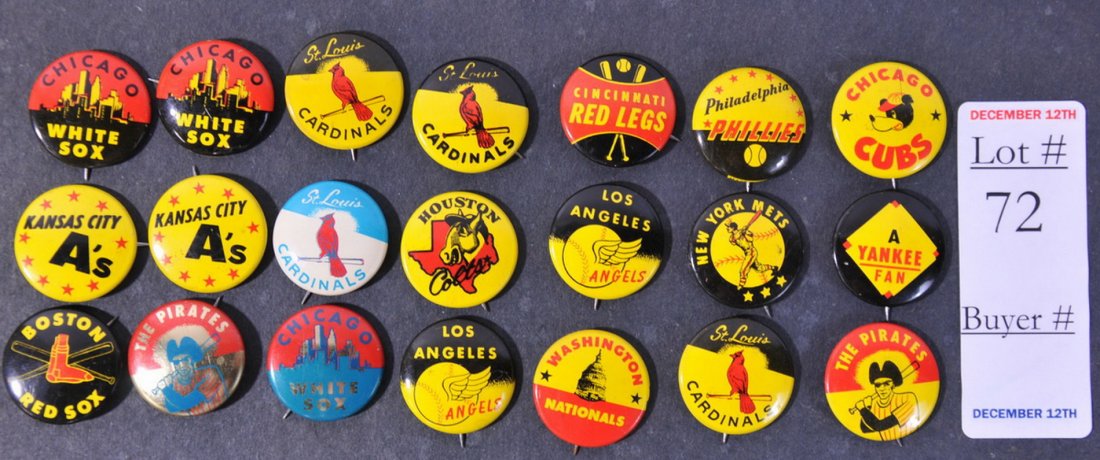 CHICAGO
WHITE
SOX
CHICAGO
WHITE
SOX
St. Louis
CARDINALS
St. Louis
CARDINALS
CINCINNATI
RED LEGS
Philadelphia
PHILLIES
CHICAGO
CUBS
KANSAS CITY
A's
KANSAS CITY
A's
St. Louis
CARDINALS
HOUSTON
Colts
LOS
ANGELES
ANGELS
NEW YORK METS
A
YANKEE
FAN
BOSTON
RED SOX
THE PIRATES
CHICAGO
WHITE
SOX
LOS
ANGELES
ANGELS
WASHINGTON
NATIONALS
St. Louis
CARDINALS
THE PIRATES
DECEMBER 12TH
Lot #
72
Buyer #
DECEMBER 12TH